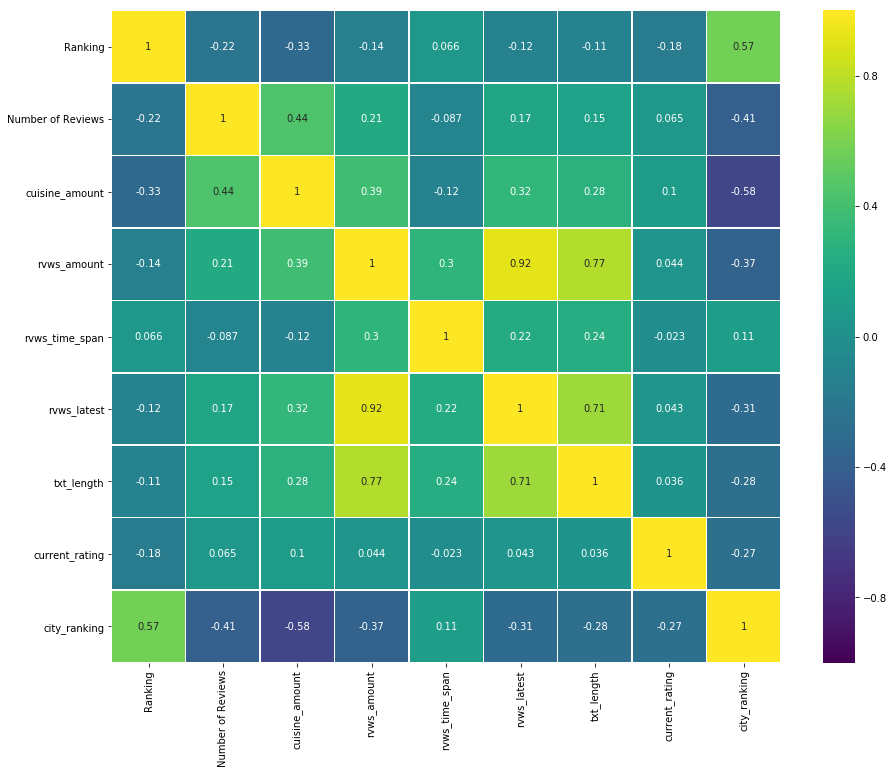 Ranking 1 -0.22 -0.33 -0.14 0.066 -0.12 -0.11 -0.18 0.57
Number of Reviews -0.22 1 0.44 0.21 -0.087 0.17 0.15 0.065 -0.41
cuisine_amount -0.33 0.44 1 0.39 -0.12 0.32 0.28 0.1 -0.58
rvws_amount -0.14 0.21 0.39 1 0.3 0.92 0.77 0.044 -0.37
rvws_time_span 0.066 -0.087 -0.12 0.3 1 0.22 0.24 -0.023 0.11
rvws_latest -0.12 0.17 0.32 0.92 0.22 1 0.71 0.043 -0.31
txt_length -0.11 0.15 0.28 0.77 0.24 0.71 1 0.036 -0.28
current_rating -0.18 0.065 0.1 0.044 -0.023 0.043 0.036 1 -0.27
city_ranking 0.57 -0.41 -0.58 -0.37 0.11 -0.31 -0.28 -0.27 1
Ranking
Number of Reviews
cuisine_amount
rvws_amount
rvws_time_span
rvws_latest
txt_length
current_rating
city_ranking
0.8
0.4
0.0
−0.4
−0.8